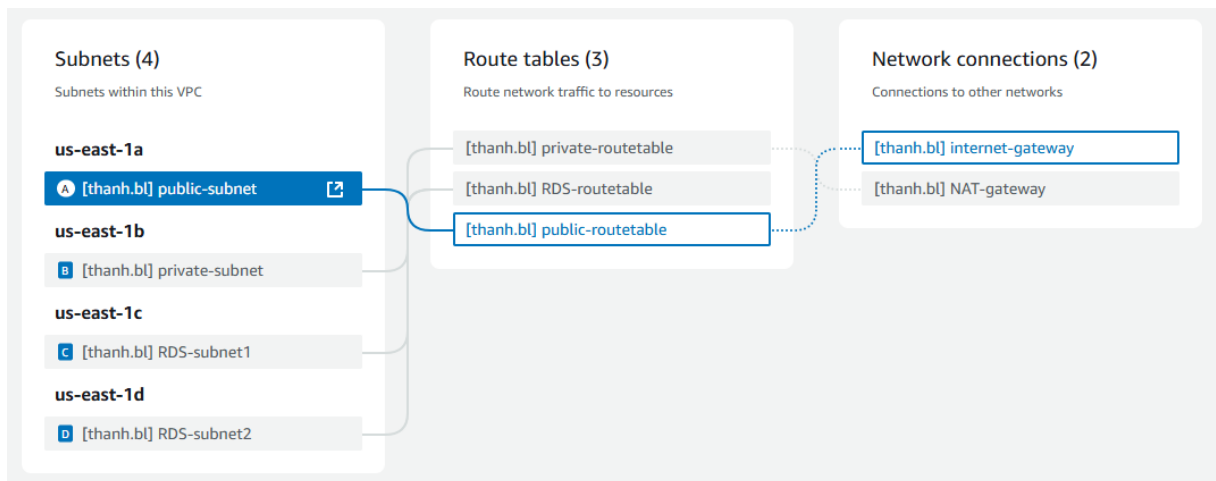 Subnets (4)
Subnets within this VPC
us-east-1a
A [thanh.bl] public-subnet
us-east-1b
B [thanh.bl] private-subnet
us-east-1c
C [thanh.bl] RDS-subnet1
us-east-1d
D [thanh.bl] RDS-subnet2
Route tables (3)
Route network traffic to resources
[thanh.bl] private-routetable
[thanh.bl] RDS-routetable
[thanh.bl] public-routetable
Network connections (2)
Connections to other networks
[thanh.bl] internet-gateway
[thanh.bl] NAT-gateway